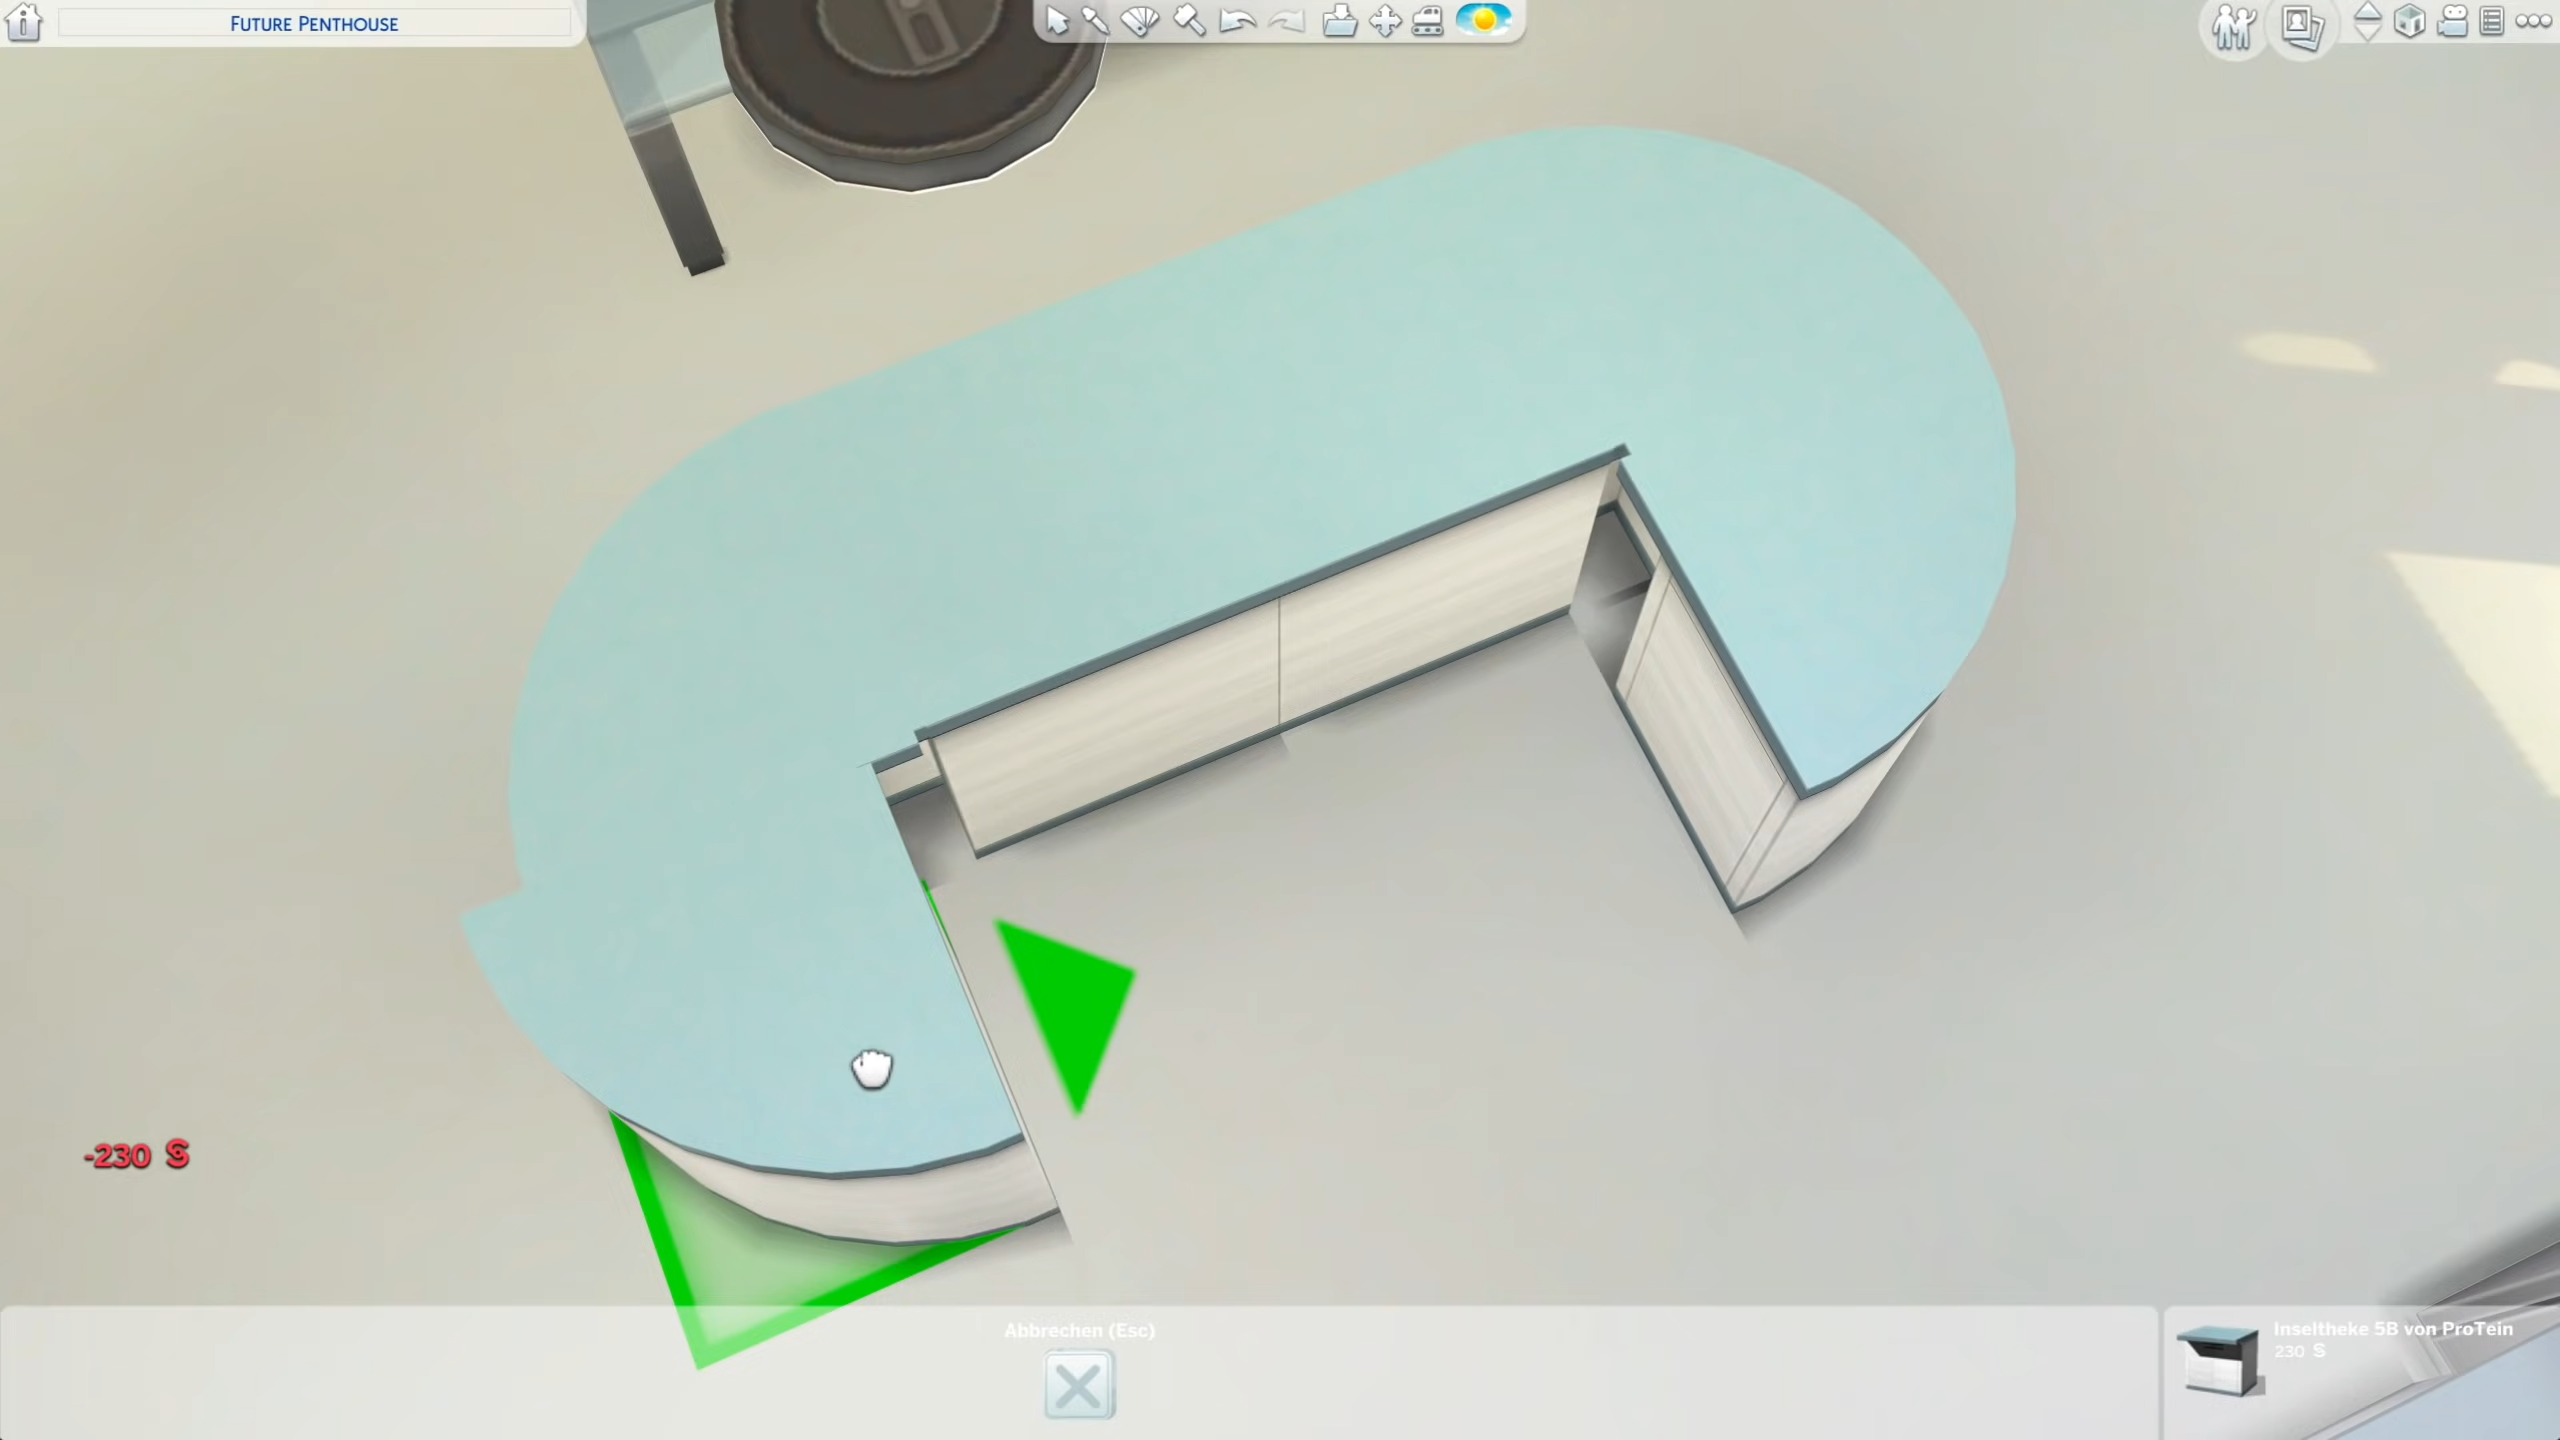 FUTURE PENTHOUSE
-230 §
Abbrechen (Esc)
Inseltheke 5B von ProTein
230 §